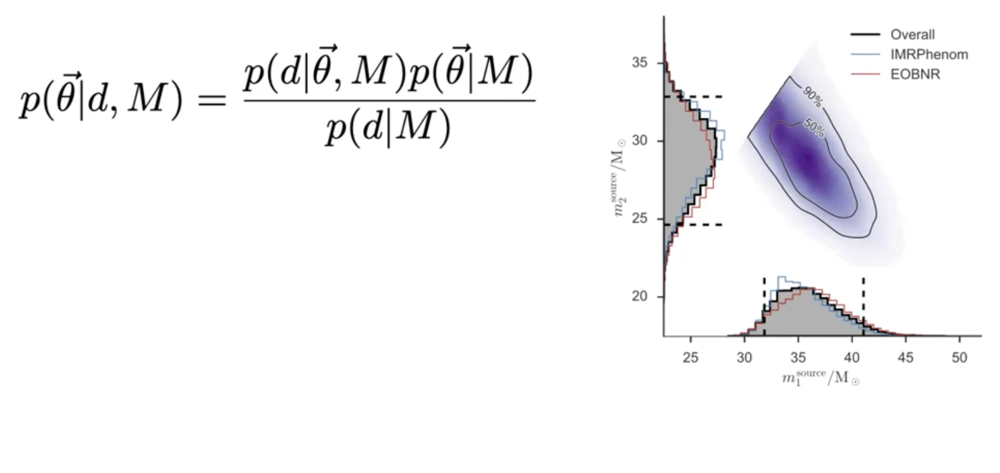 p(θ⃗|d, M) = p(d|θ⃗, M)p(θ⃗|M) / p(d|M)
Overall
IMRPhenom
EOBNR
90%
50%
35
30
25
20
m₂^source/M⊙
25 30 35 40 45 50
m₁^source/M⊙